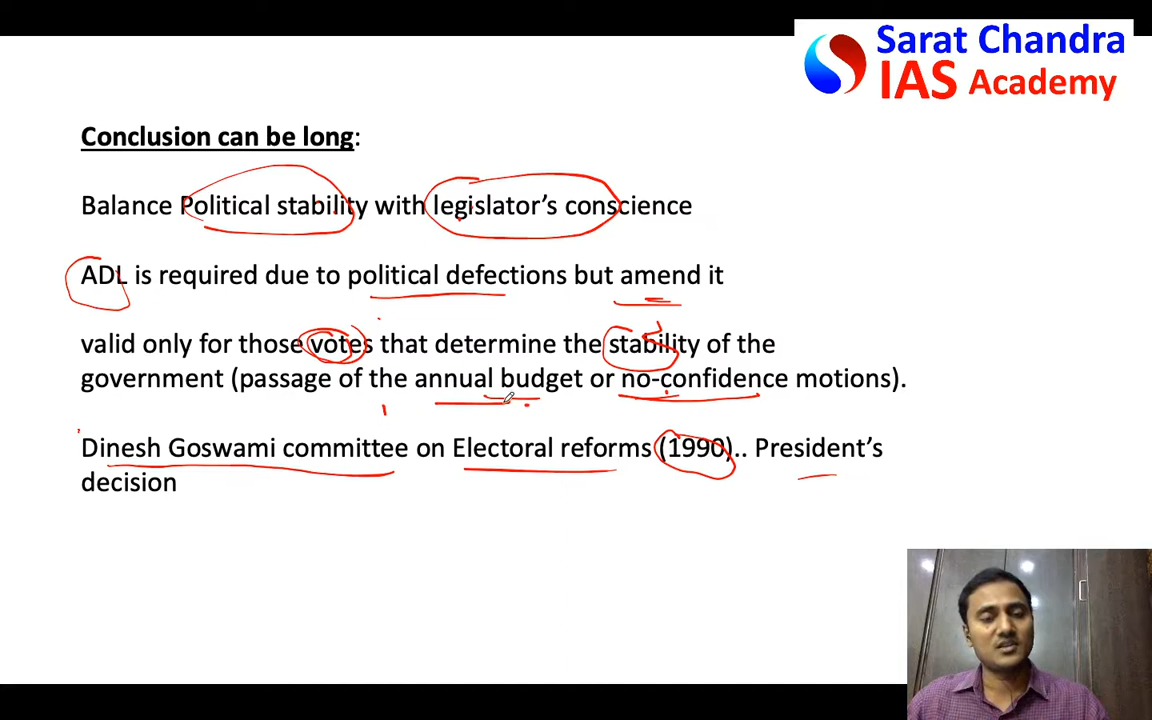 Sarat Chandra
IAS Academy
Conclusion can be long:
Balance Political stability with legislator’s conscience
ADL is required due to political defections but amend it
valid only for those votes that determine the stability of the
government (passage of the annual budget or no-confidence motions).
Dinesh Goswami committee on Electoral reforms (1990).. President’s
decision